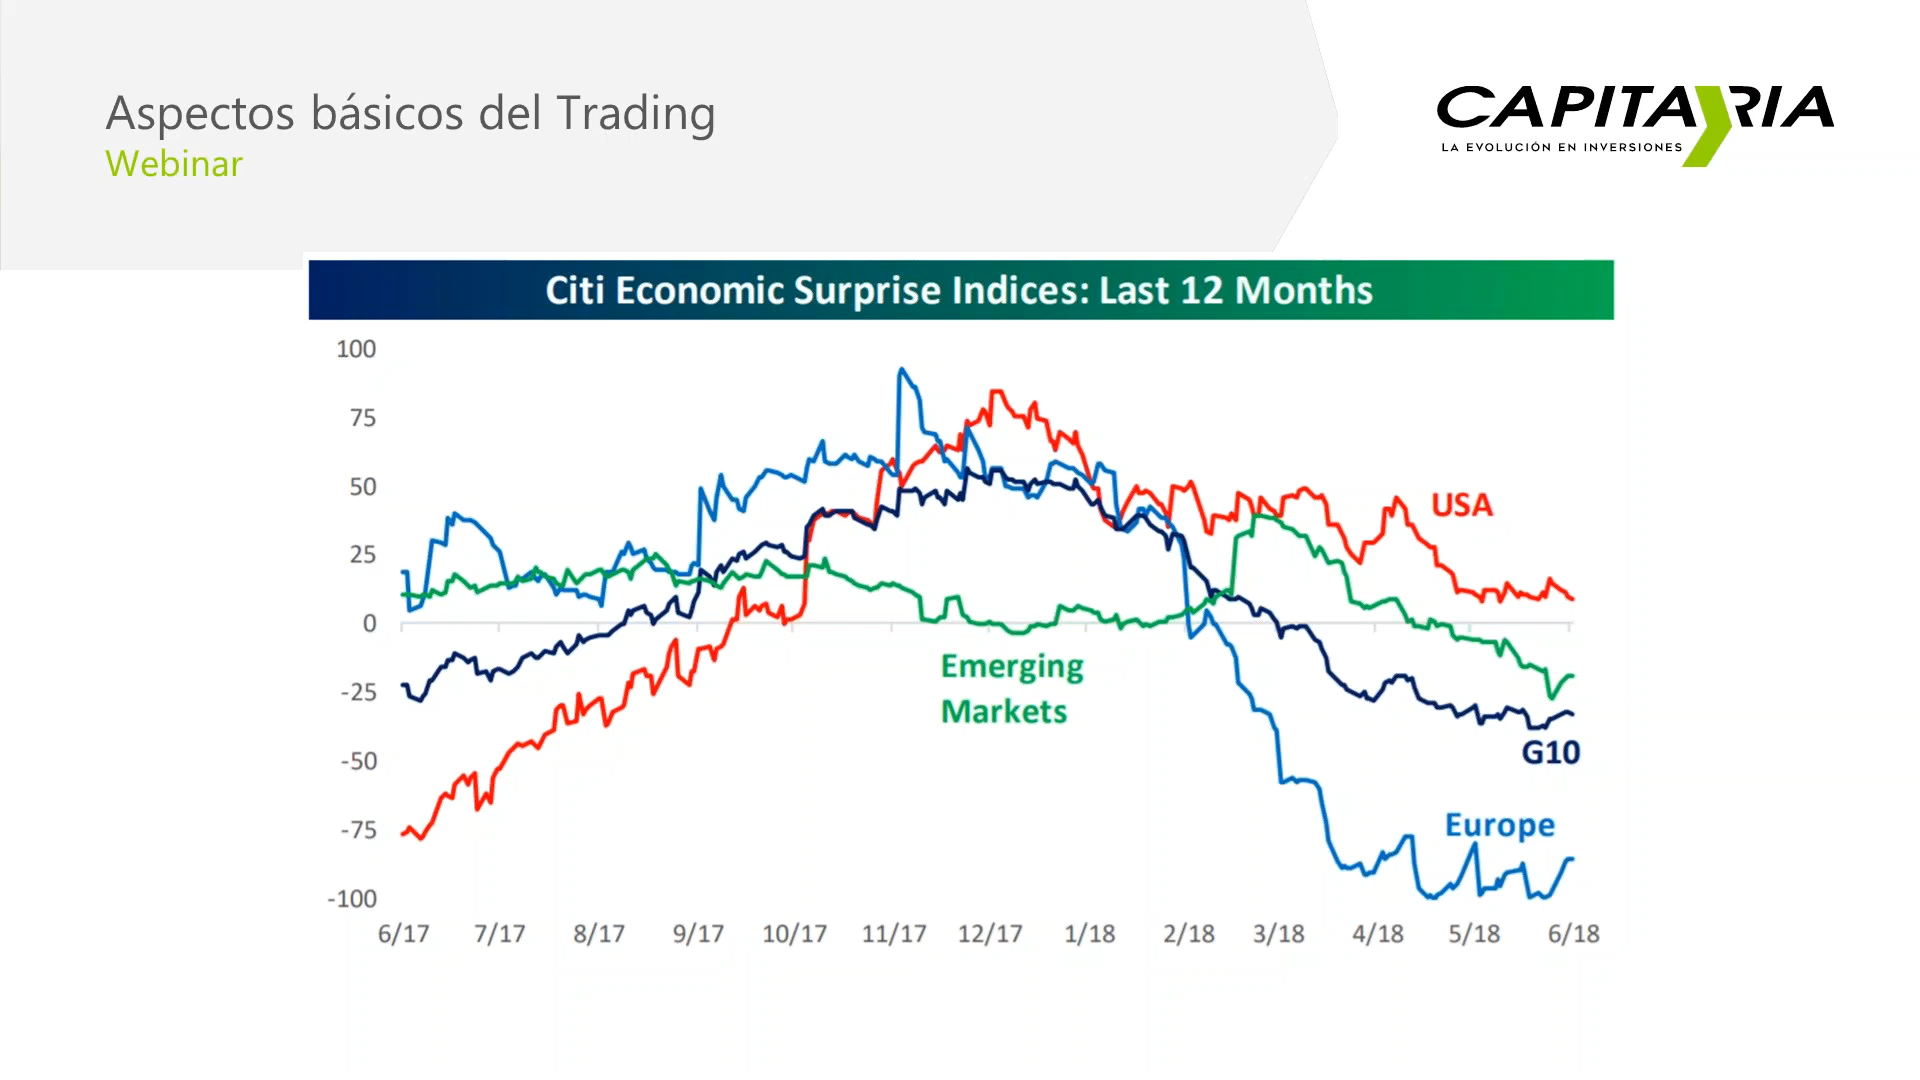 Aspectos básicos del Trading
Webinar
CAPITARIA
LA EVOLUCIÓN EN INVERSIONES
Citi Economic Surprise Indices: Last 12 Months
100
75
50
25
0
-25
-50
-75
-100
USA
Emerging
Markets
G10
Europe
6/17 7/17 8/17 9/17 10/17 11/17 12/17 1/18 2/18 3/18 4/18 5/18 6/18